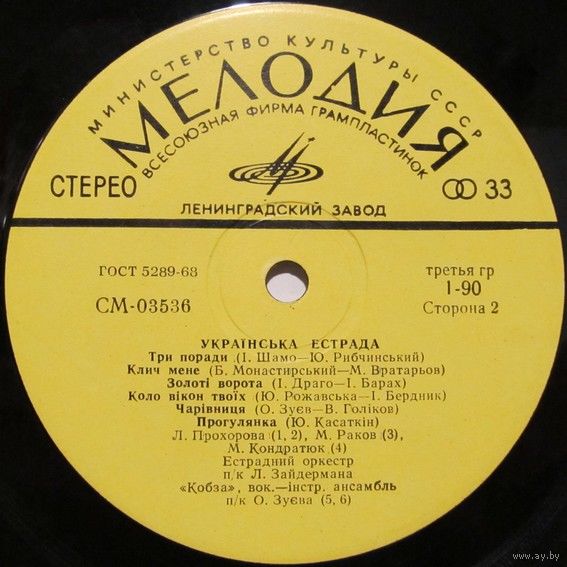 МИНИСТЕРСТВО КУЛЬТУРЫ СССР
МЕЛОДИЯ
ВСЕСОЮЗНАЯ ФИРМА ГРАМПЛАСТИНОК
СТЕРЕО
33
ЛЕНИНГРАДСКИЙ ЗАВОД
ГОСТ 5289-68
третья гр
СМ-03536
1-90
Сторона 2
УКРАЇНСЬКА ЕСТРАДА
Три поради (І. Шамо—Ю. Рибчинський)
Клич мене (Б. Монастирський—М. Вратарьов)
Золоті ворота (І. Драго—І. Барах)
Коло вікон твоїх (Ю. Рожавська—І. Бердник)
Чарівниця (О. Зуєв—В. Голіков)
Прогулянка (Ю. Касаткін)
Л. Прохорова (1, 2), М. Раков (3),
М. Кондратюк (4)
Естрадний оркестр
п/к Л. Зайдермана
«Кобза», вок.—інстр. ансамбль
п/к О. Зуєва (5, 6)
www.ay.by